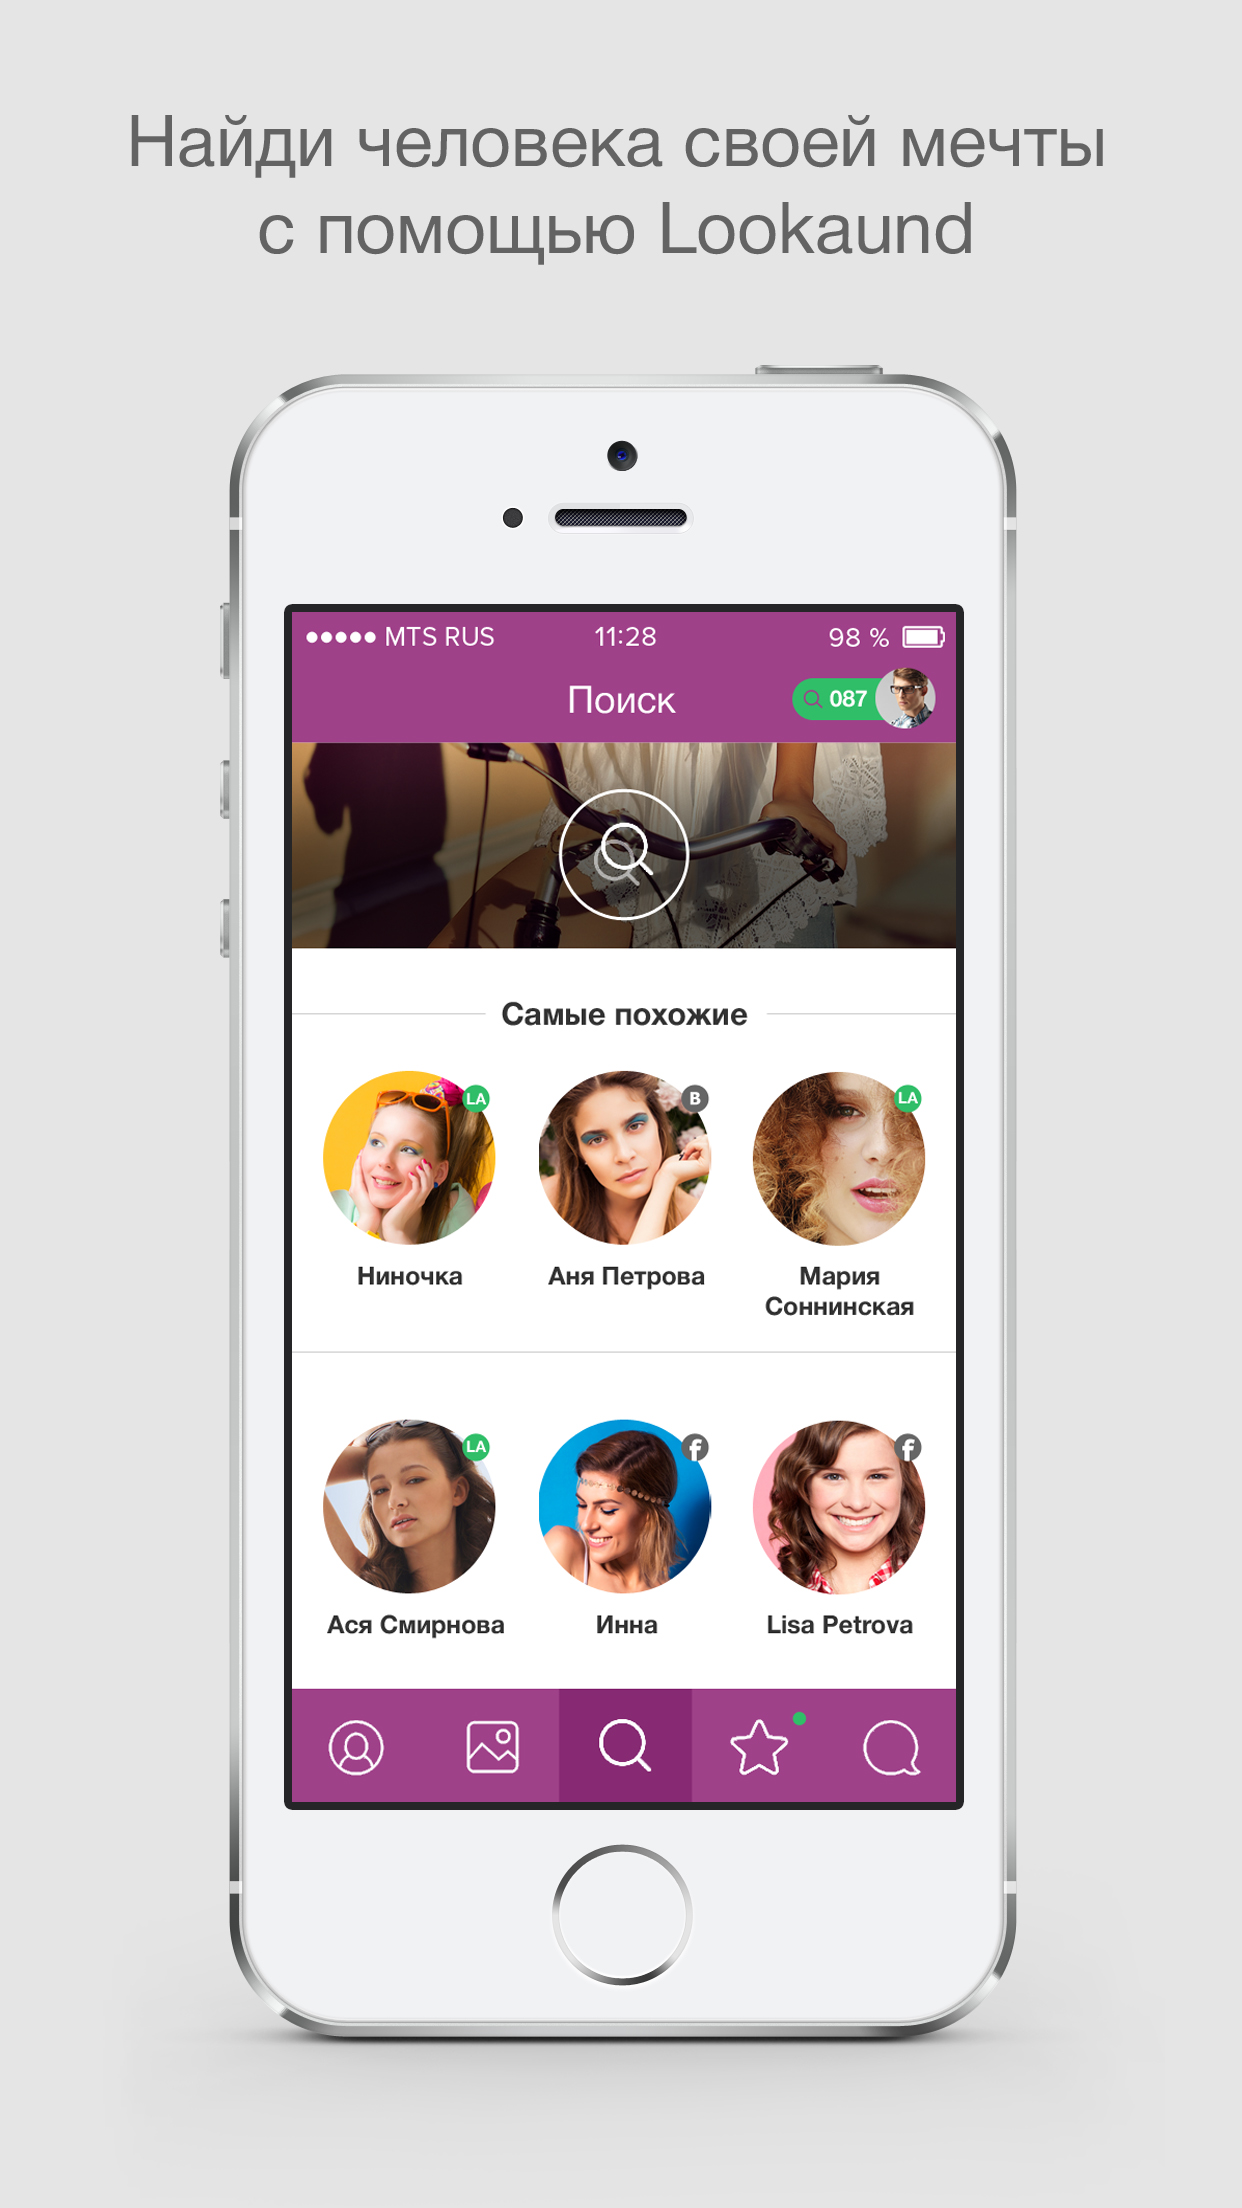 Найди человека своей мечты
с помощью Lookaund
MTS RUS 11:28 98 %
Поиск 087
Самые похожие
LA B LA
Ниночка Аня Петрова Мария
Соннинская
LA f f
Ася Смирнова Инна Lisa Petrova